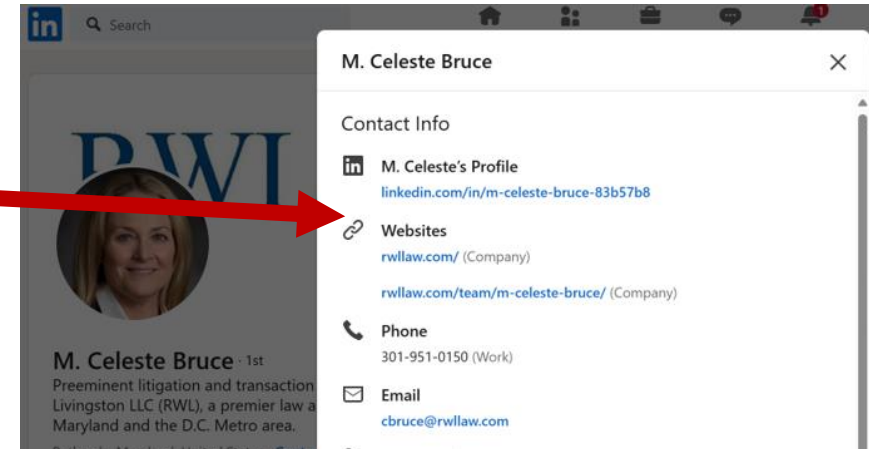 in Search
1
RWL
M. Celeste Bruce · 1st
Preeminent litigation and transaction
Livingston LLC (RWL), a premier law a
Maryland and the D.C. Metro area.
M. Celeste Bruce
Contact Info
in M. Celeste's Profile
linkedin.com/in/m-celeste-bruce-83b57b8
Websites
rwllaw.com/ (Company)
rwllaw.com/team/m-celeste-bruce/ (Company)
Phone
301-951-0150 (Work)
Email
cbruce@rwllaw.com